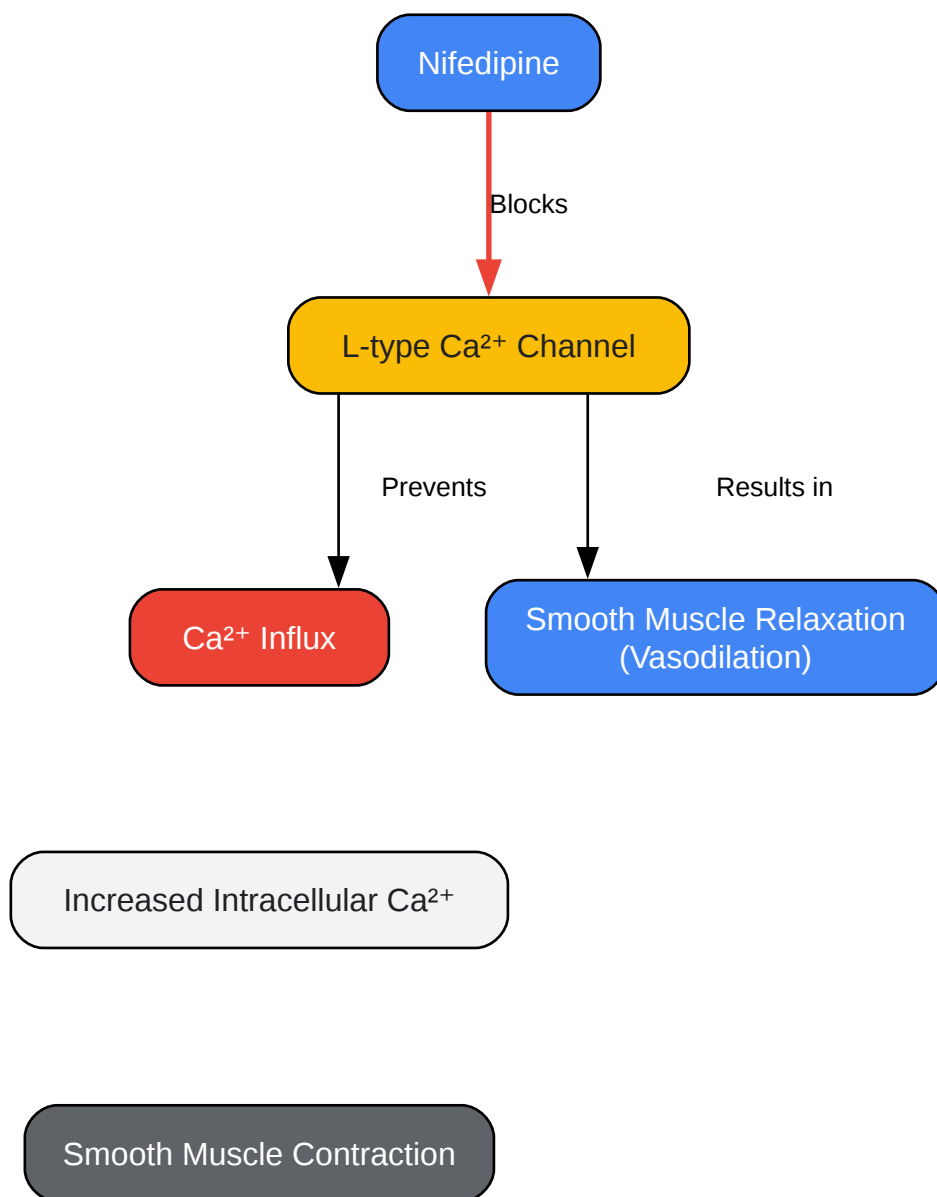 Nifedipine
Blocks
L-type Ca²⁺ Channel
Prevents
Results in
Ca²⁺ Influx
Smooth Muscle Relaxation
(Vasodilation)
Increased Intracellular Ca²⁺
Smooth Muscle Contraction